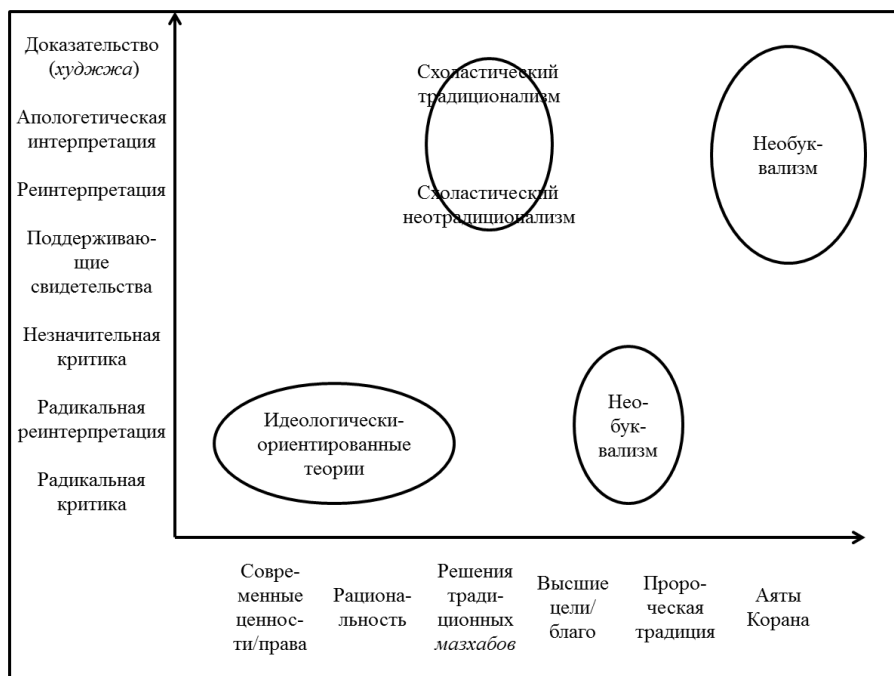 Доказательство
(худжжа)
Апологетическая
интерпретация
Реинтерпретация
Поддерживаю-
щие
свидетельства
Незначительная
критика
Радикальная
реинтерпретация
Радикальная
критика
Схоластический
традиционализм
Схоластический
неотрадиционализм
Необук-
вализм
Идеологически-
ориентированные
теории
Нео-
бук-
вализм
Совре-
менные
ценнос-
ти/права
Рациона-
льность
Решения
тради-
ционных
мазхабов
Высшие
цели/
благо
Проро-
ческая
традиция
Аяты
Корана